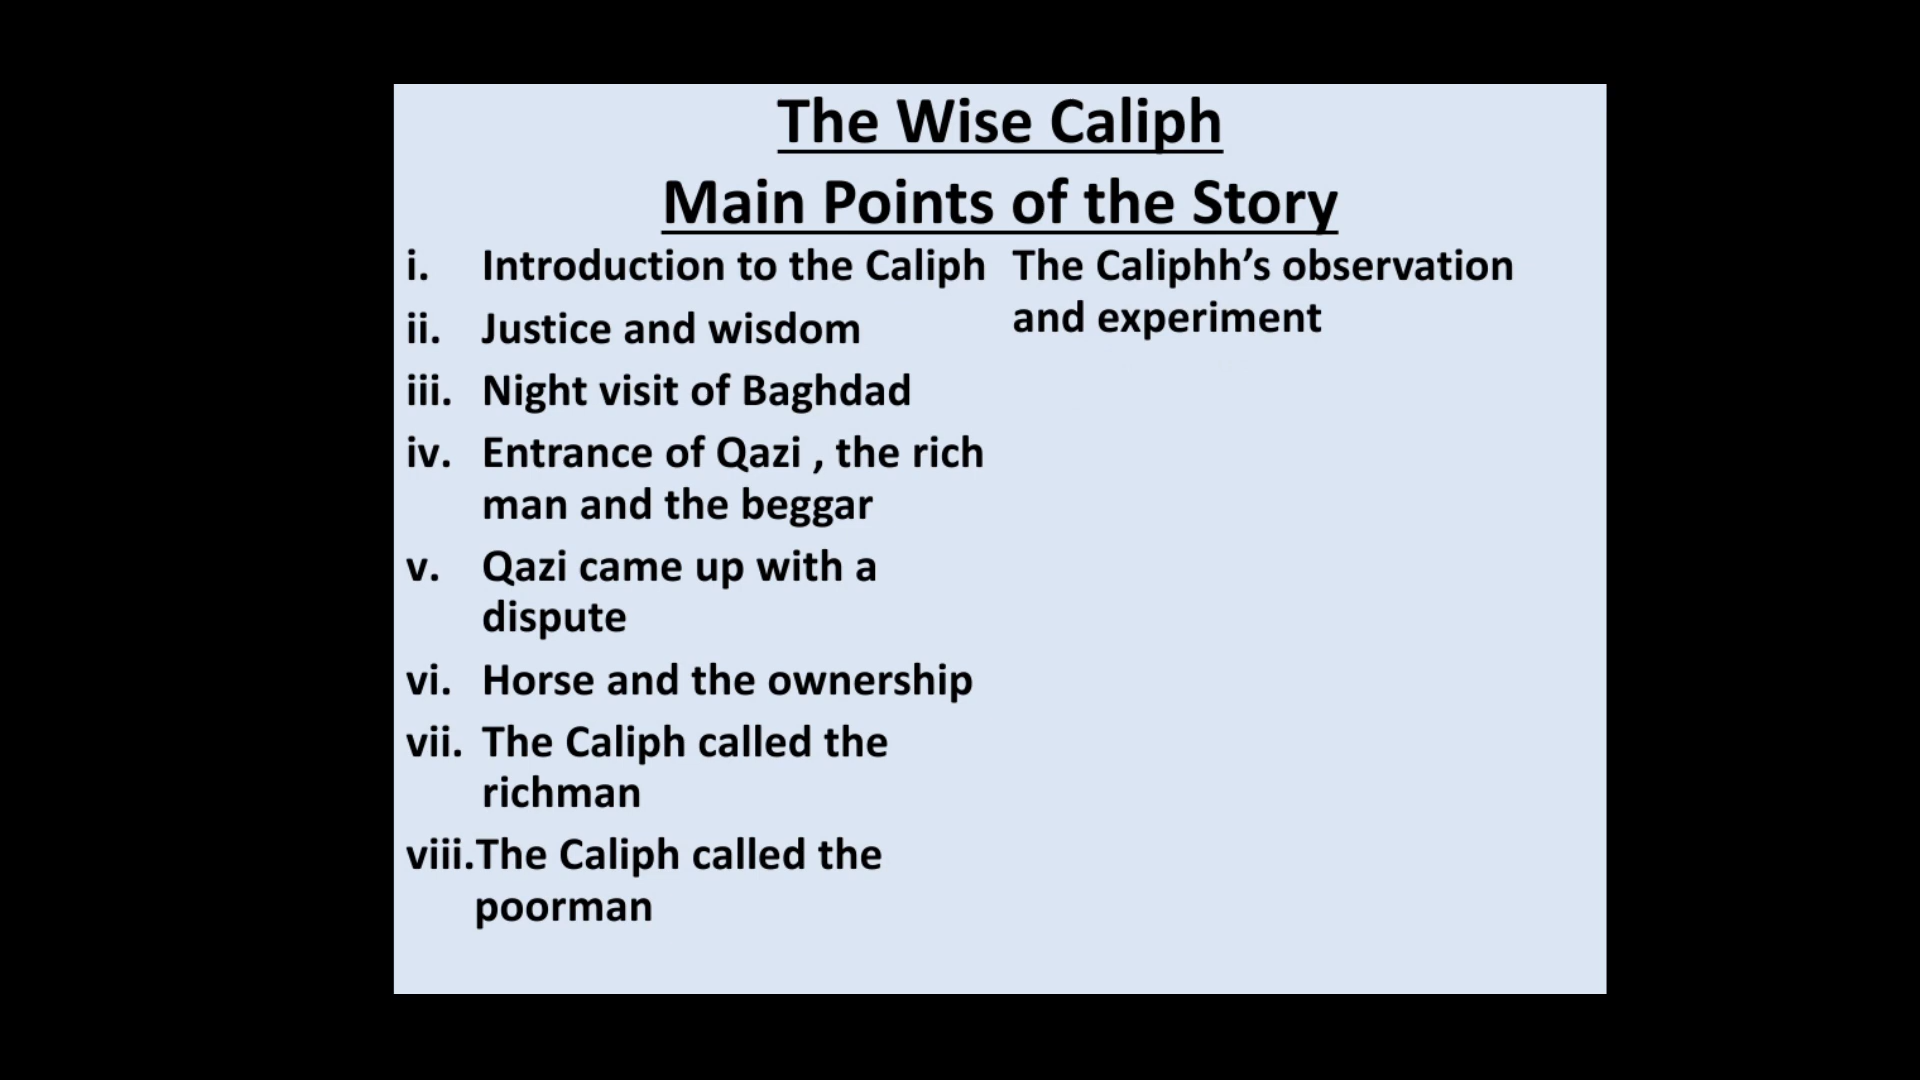 The Wise Caliph
Main Points of the Story
i. Introduction to the Caliph
ii. Justice and wisdom
iii. Night visit of Baghdad
iv. Entrance of Qazi , the rich
man and the beggar
v. Qazi came up with a
dispute
vi. Horse and the ownership
vii. The Caliph called the
richman
viii.The Caliph called the
poorman
The Caliphh’s observation
and experiment